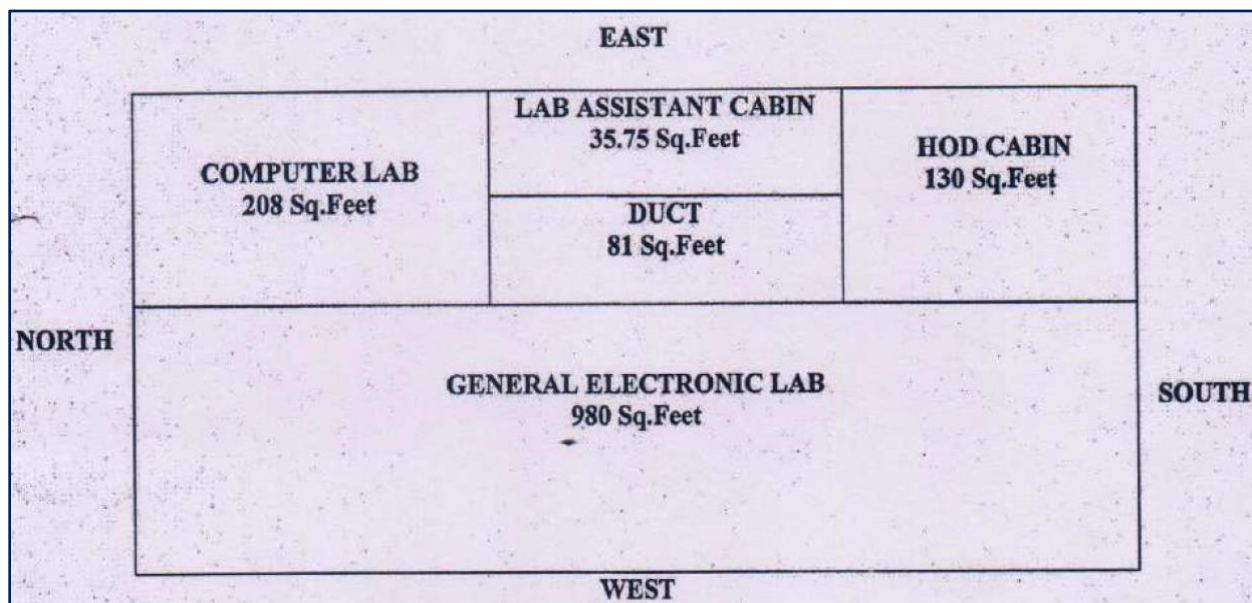 EAST
LAB ASSISTANT CABIN
35.75 Sq.Feet
COMPUTER LAB
208 Sq.Feet
HOD CABIN
130 Sq.Feet
DUCT
81 Sq.Feet
NORTH
GENERAL ELECTRONIC LAB
980 Sq.Feet
SOUTH
WEST